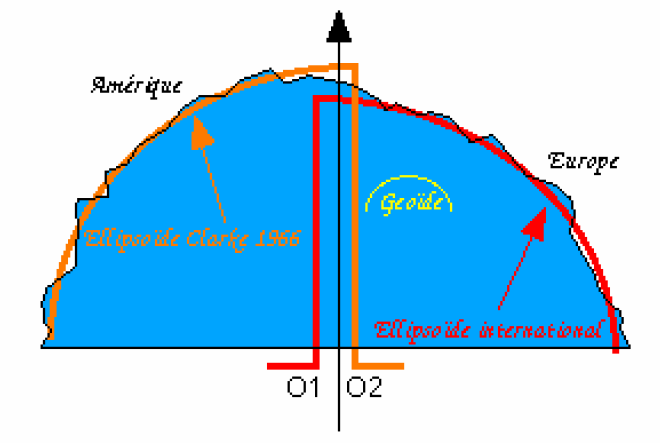 Amérique
Europe
Geoïde
Ellipsoïde Clarke 1966
Ellipsoïde international
O1 O2